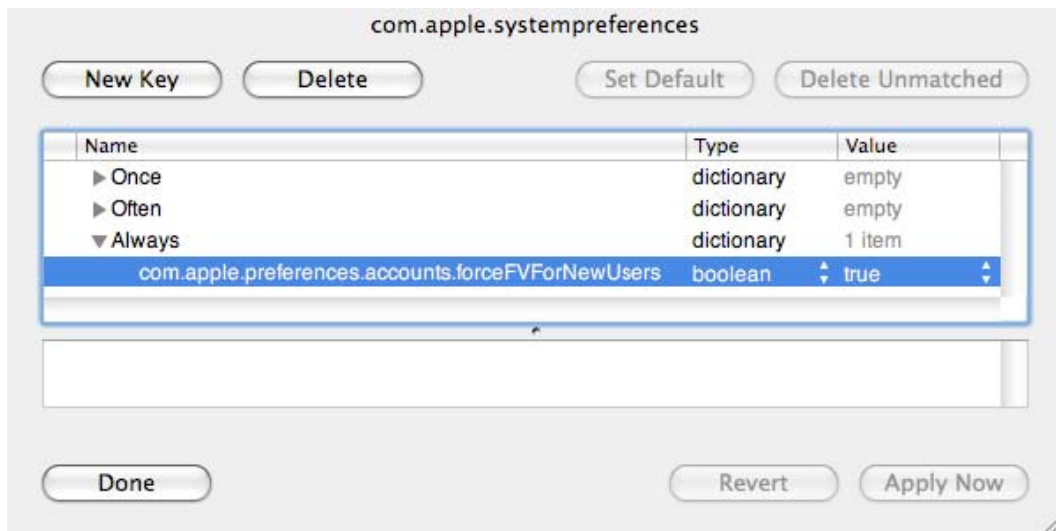 com.apple.systempreferences
New Key Delete Set Default Delete Unmatched
Name Type Value
Once dictionary empty
Often dictionary empty
Always dictionary 1 item
com.apple.preferences.accounts.forceFVForNewUsers boolean true
Done Revert Apply Now